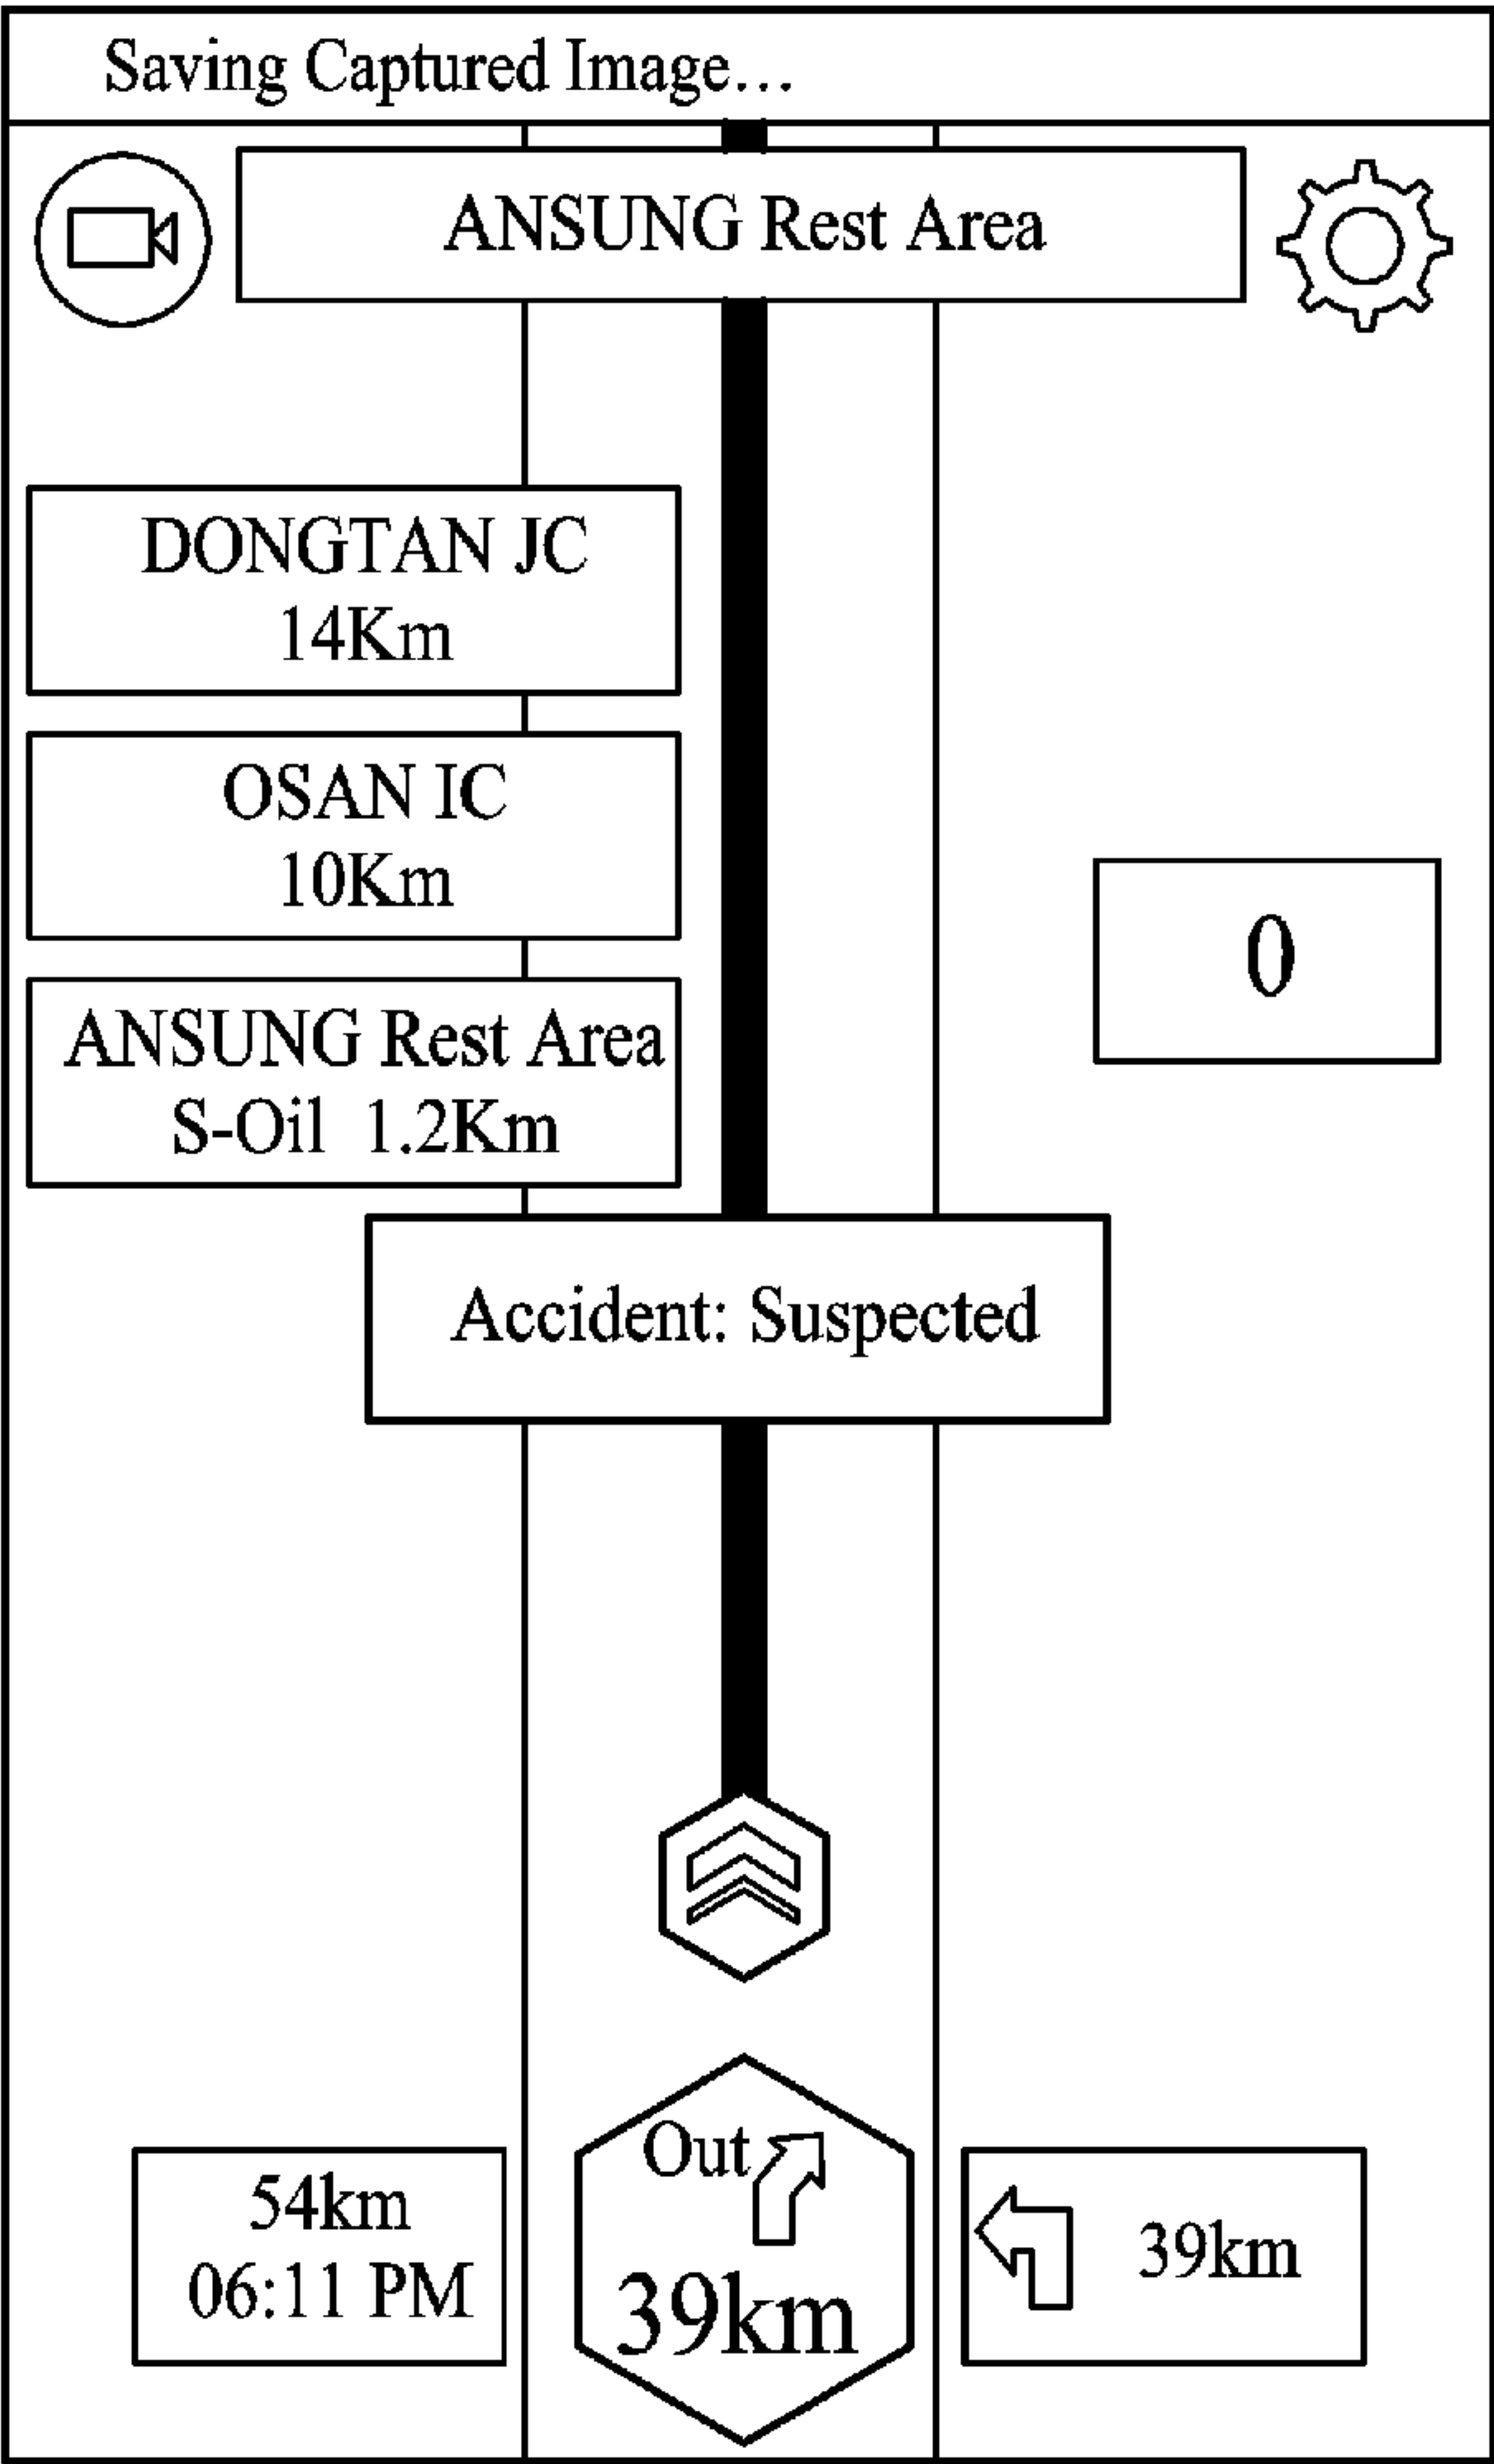 Saving Captured Image...
ANSUNG Rest Area
DONGTAN JC
14Km
OSAN IC
10Km
0
ANSUNG Rest Area
S-Oil 1.2Km
Accident: Suspected
Out
39km
54km
06:11 PM
39km